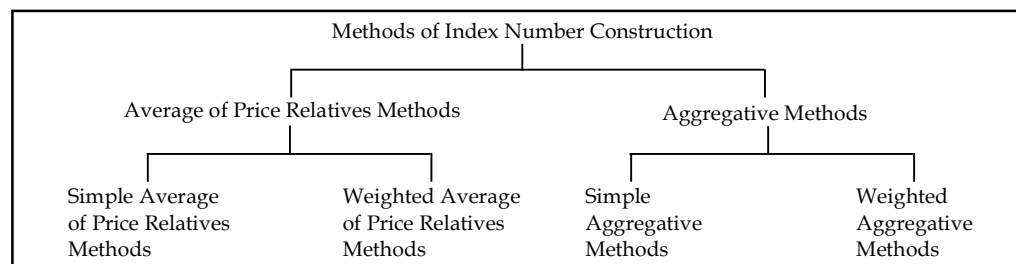 Methods of Index Number Construction
Average of Price Relatives Methods
Aggregative Methods
Simple Average
of Price Relatives
Methods
Weighted Average
of Price Relatives
Methods
Simple
Aggregative
Methods
Weighted
Aggregative
Methods